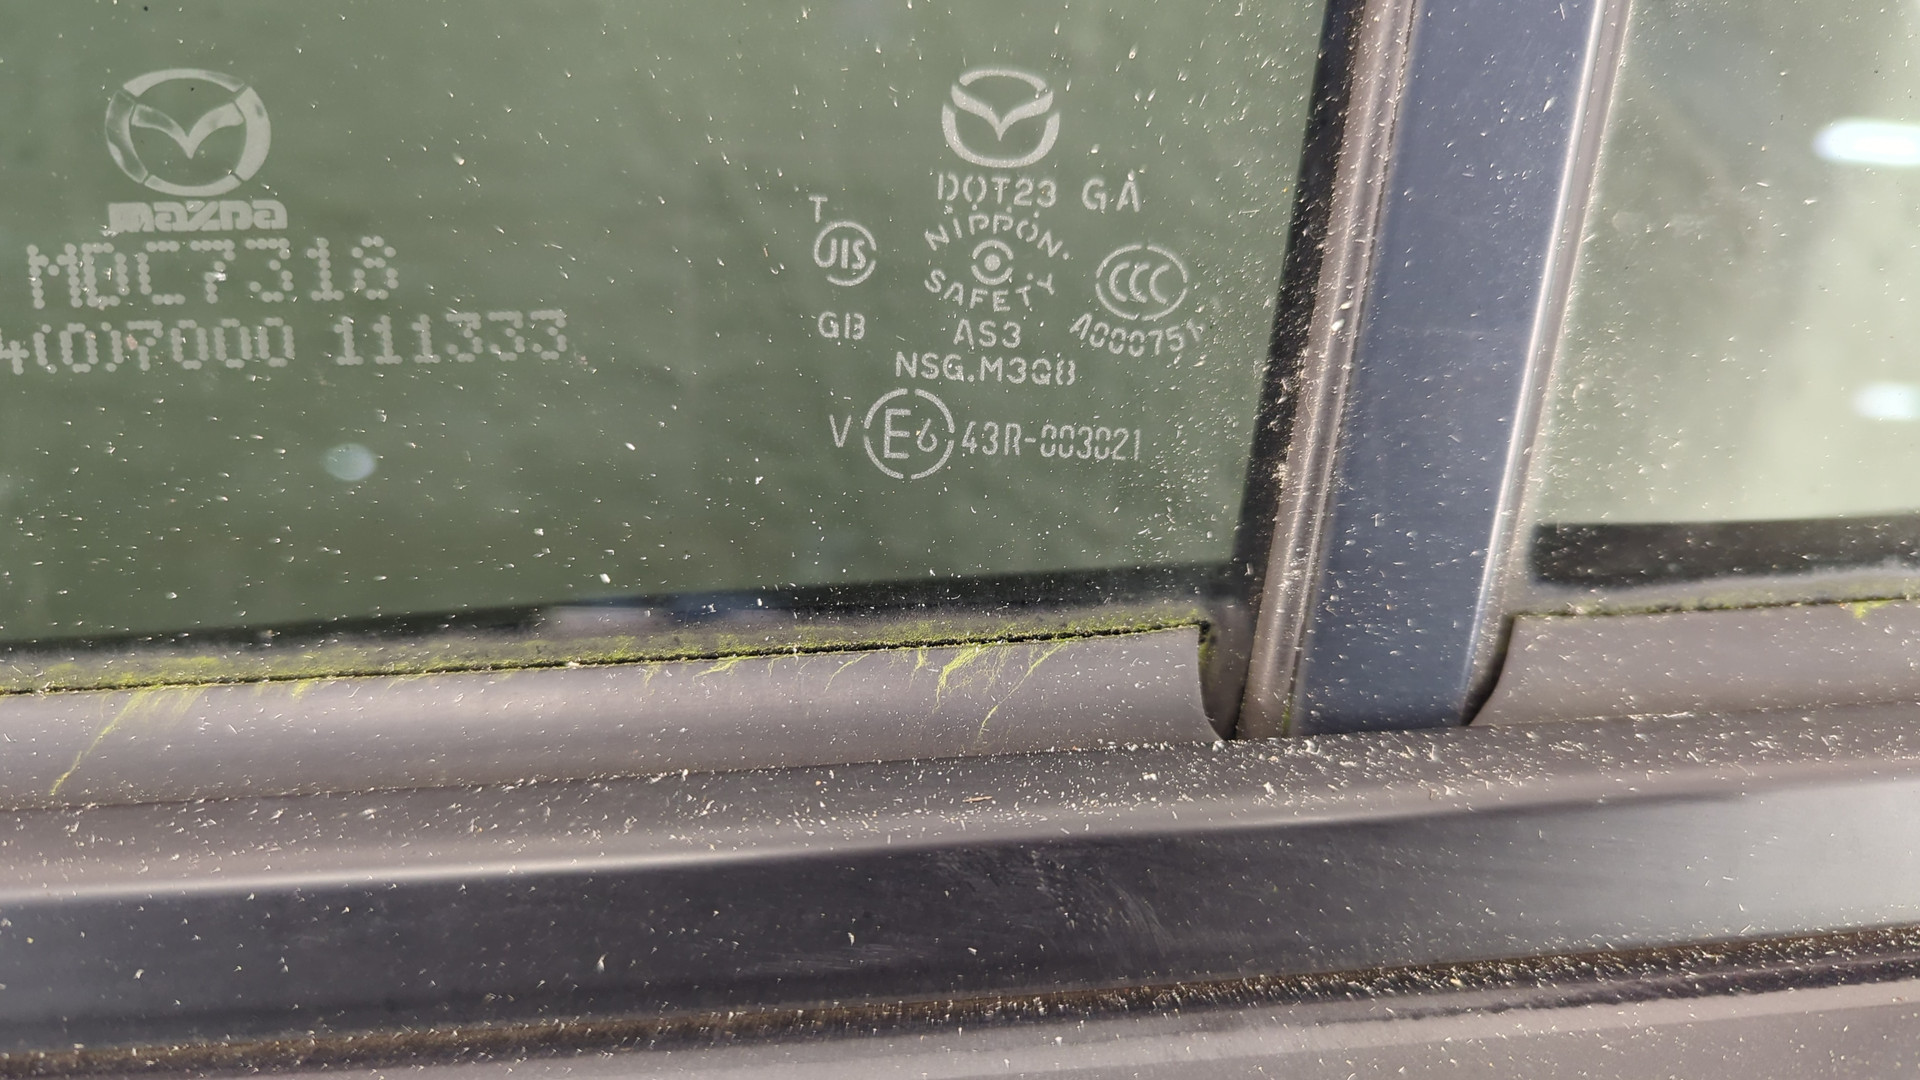 mazda
MDC7318
4(0)7000 111333
DOT23 GA
T
JIS
GB
NIPPON.
SAFETY
CCC
A000751
AS3
NSG.M3Q8
V E6 43R-003021